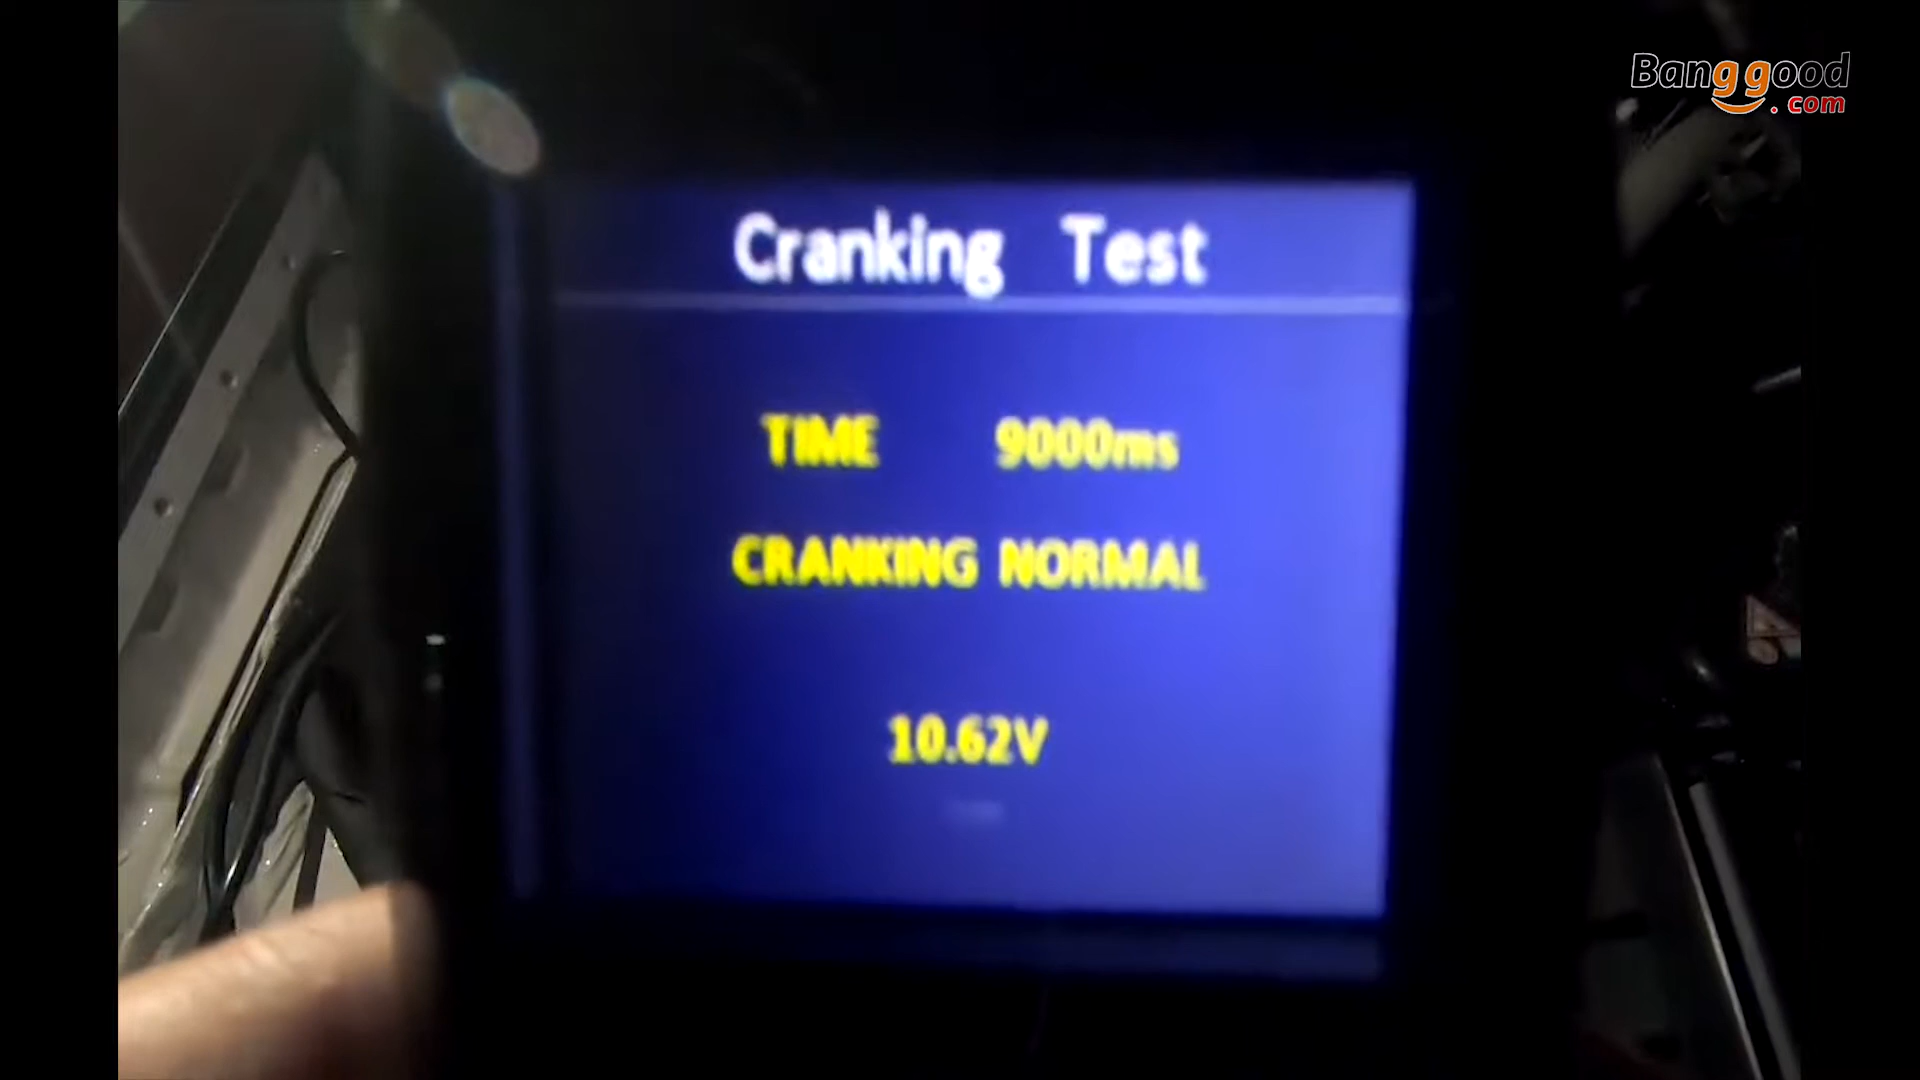 Banggood
.com
Cranking Test
TIME 9000ms
CRANKING NORMAL
10.62V